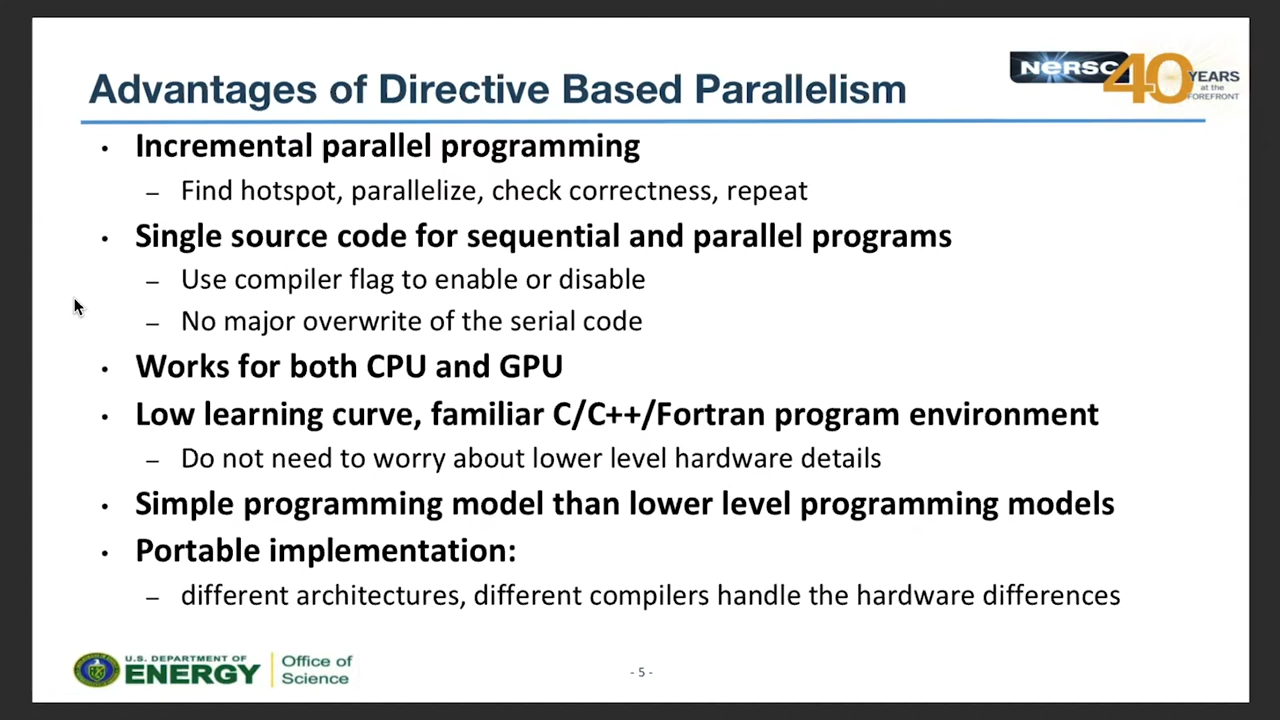 Advantages of Directive Based Parallelism
NERSC 40 YEARS
at the
FOREFRONT
• Incremental parallel programming
– Find hotspot, parallelize, check correctness, repeat
• Single source code for sequential and parallel programs
– Use compiler flag to enable or disable
– No major overwrite of the serial code
• Works for both CPU and GPU
• Low learning curve, familiar C/C++/Fortran program environment
– Do not need to worry about lower level hardware details
• Simple programming model than lower level programming models
• Portable implementation:
– different architectures, different compilers handle the hardware differences
U.S. DEPARTMENT OF
ENERGY
Office of
Science
- 5 -